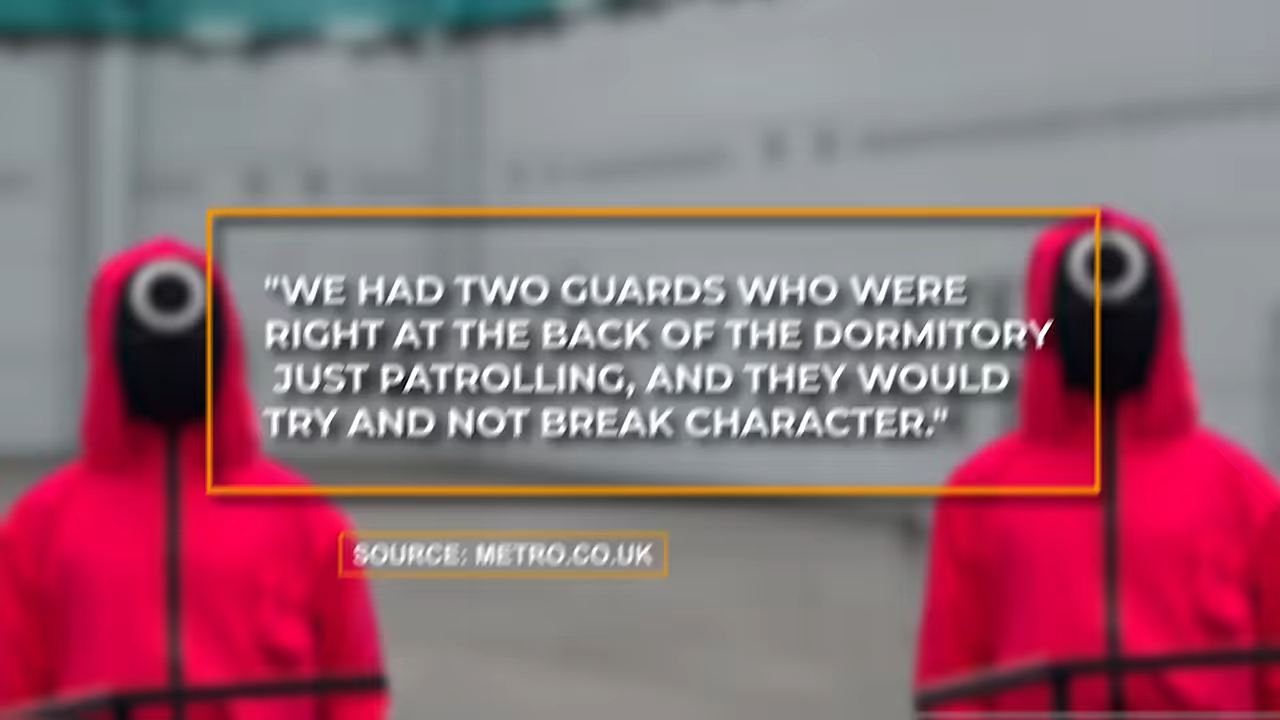 "WE HAD TWO GUARDS WHO WERE
RIGHT AT THE BACK OF THE DORMITORY
JUST PATROLLING, AND THEY WOULD
TRY AND NOT BREAK CHARACTER."
SOURCE: METRO.CO.UK